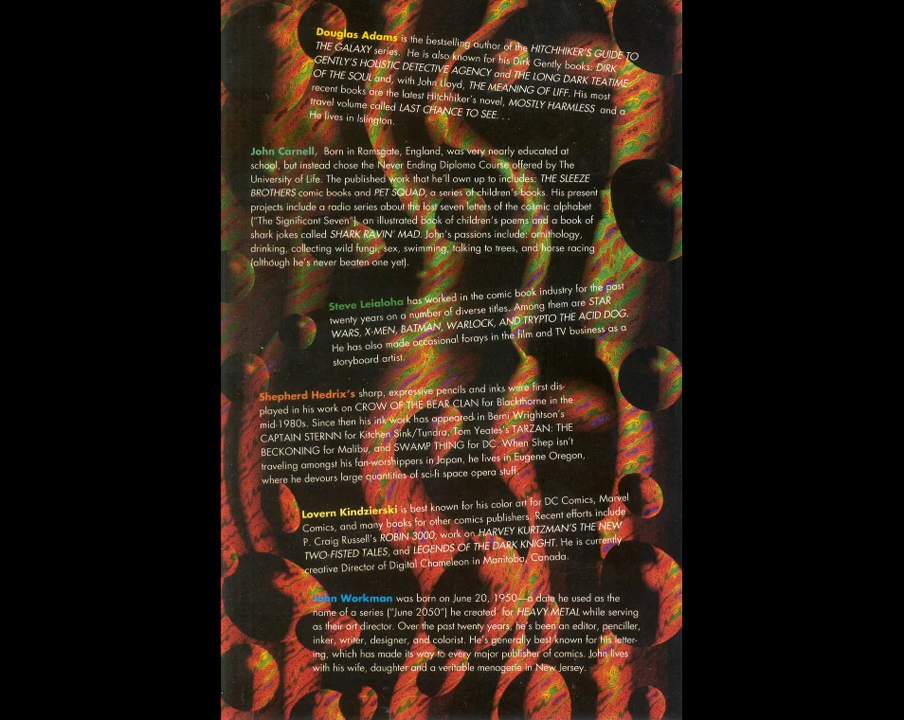 Douglas Adams is the bestselling author of the HITCHHIKER'S GUIDE TO
THE GALAXY series. He is also known for his Dirk Gently books: DIRK
GENTLY'S HOLISTIC DETECTIVE AGENCY and THE LONG DARK TEATIME
OF THE SOUL and, with John Lloyd, THE MEANING OF LIFF. His most
recent books are the latest Hitchhiker's novel, MOSTLY HARMLESS and a
travel volume called LAST CHANCE TO SEE. . .
He lives in Islington.
John Carnell, Born in Ramsgate, England, was very nearly educated at
school, but instead chose the Never Ending Diploma Course offered by The
University of Life. The published work that he'll own up to includes: THE SLEEZE
BROTHERS comic books and PET SQUAD, a series of children's books. His present
projects include a radio series about the lost seven letters of the cosmic alphabet
("The Significant Seven"), an illustrated book of children's poems and a book of
shark jokes called SHARK RAVIN' MAD. John's passions include: ornithology,
drinking, collecting wild fungi, sex, swimming, talking to trees, and horse racing
(although he's never beaten one yet).
Steve Leialoha has worked in the comic book industry for the past
twenty years on a number of diverse titles. Among them are STAR
WARS, X-MEN, BATMAN, WARLOCK, AND TRYPTO THE ACID DOG.
He has also made occasional forays in the film and TV business as a
storyboard artist.
Shepherd Hedrix's sharp, expressive pencils and inks were first dis-
played in his work on CROW OF THE BEAR CLAN for Blackthorne in the
mid-1980s. Since then his ink work has appeared in Berni Wrightson's
CAPTAIN STERNN for Kitchen Sink/Tundra, Tom Yeates's TARZAN: THE
BECKONING for Malibu, and SWAMP THING for DC. When Shep isn't
traveling amongst his fan-worshippers in Japan, he lives in Eugene Oregon,
where he devours large quantities of sci-fi space opera stuff.
Lovern Kindzierski is best known for his color art for DC Comics, Marvel
Comics, and many books for other comics publishers. Recent efforts include
P. Craig Russell's ROBIN 3000, work on HARVEY KURTZMAN'S THE NEW
TWO-FISTED TALES, and LEGENDS OF THE DARK KNIGHT. He is currently
creative Director of Digital Chameleon in Manitoba, Canada.
John Workman was born on June 20, 1950—a date he used as the
name of a series ("June 2050") he created for HEAVY METAL while serving
as their art director. Over the past twenty years, he's been an editor, penciller,
inker, writer, designer, and colorist. He's generally best known for his letter-
ing, which has made its way to every major publisher of comics. John lives
with his wife, daughter and a veritable menagerie in New Jersey.